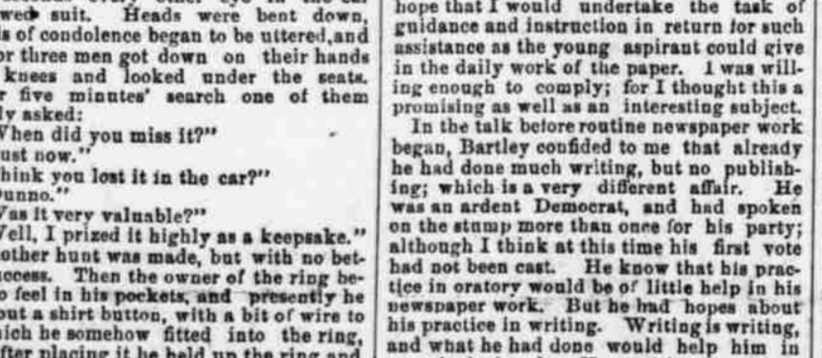 suit. Heads were bent down,
of condolence began to be uttered, and
three men got down on their hands
knees and looked under the seats.
five minutes' search one of them
asked:
did you miss it?"
now."
you lost it in the car?"
it very valuable?"
I prized it highly as a keepsake."
other hunt was made, but with no bet-
Then the owner of the ring be-
feel in his pockets, and presently he
a shirt button, with a bit of wire to
he somehow fitted into the ring,
placing it he held up the ring and
hope that I would undertake the task of
guidance and instruction in return for such
assistance as the young aspirant could give
in the daily work of the paper. I was will-
ing enough to comply; for I thought this a
promising as well as an interesting subject.
In the talk before routine newspaper work
began, Bartley confided to me that already
he had done much writing, but no publish-
ing; which is a very different affair. He
was an ardent Democrat, and had spoken
on the stump more than once for his party;
although I think at this time his first vote
had not been cast. He know that his prac-
tice in oratory would be of little help in his
newspaper work. But he had hopes about
his practice in writing. Writing is writing,
and what he had done would help him in